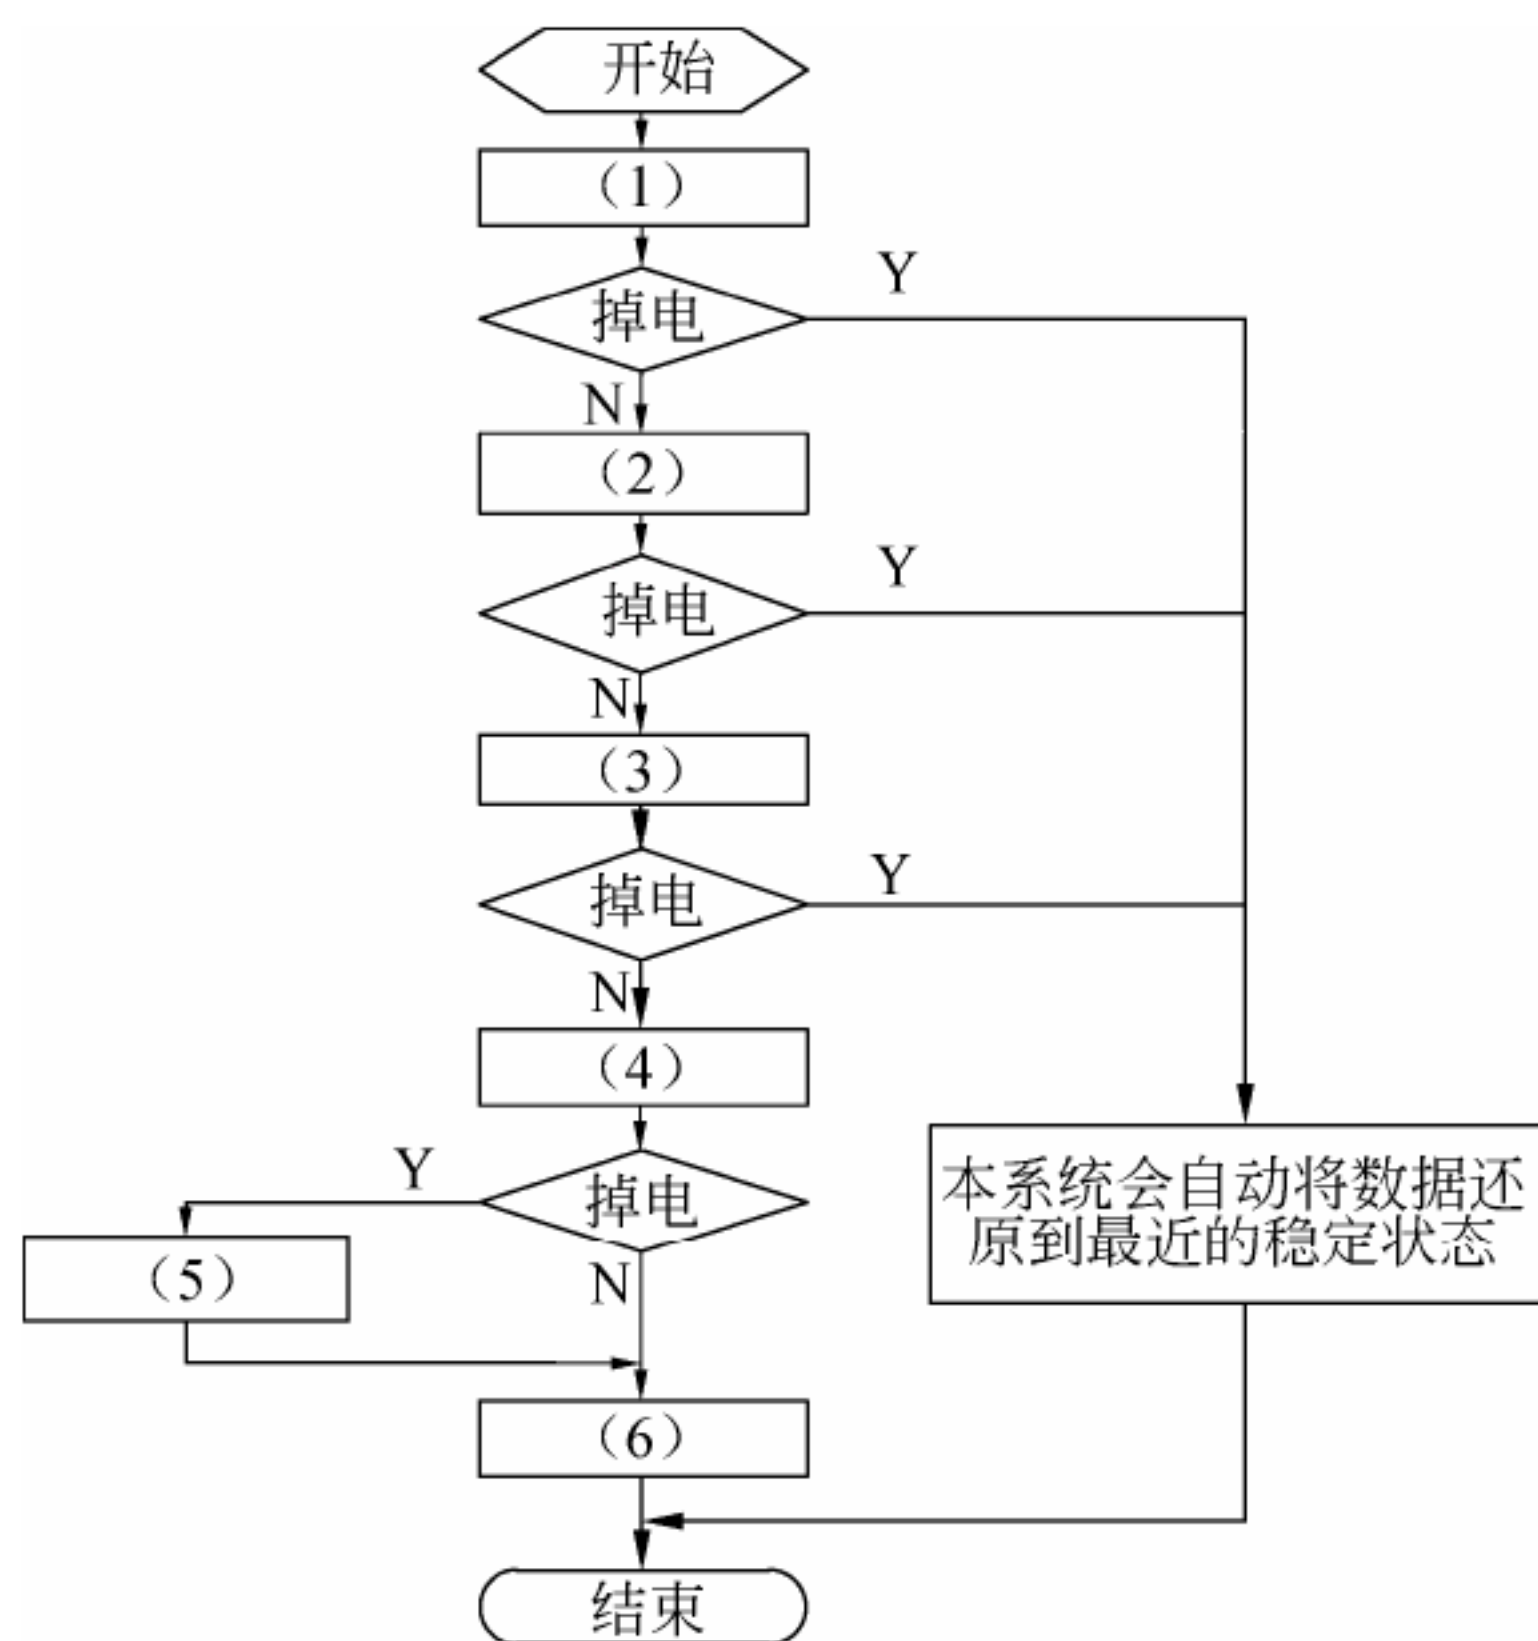 开始
（1）
掉电
Y
N
（2）
掉电
Y
N
（3）
掉电
Y
N
（4）
掉电
Y
N
（5）
（6）
本系统会自动将数据还
原到最近的稳定状态
结束